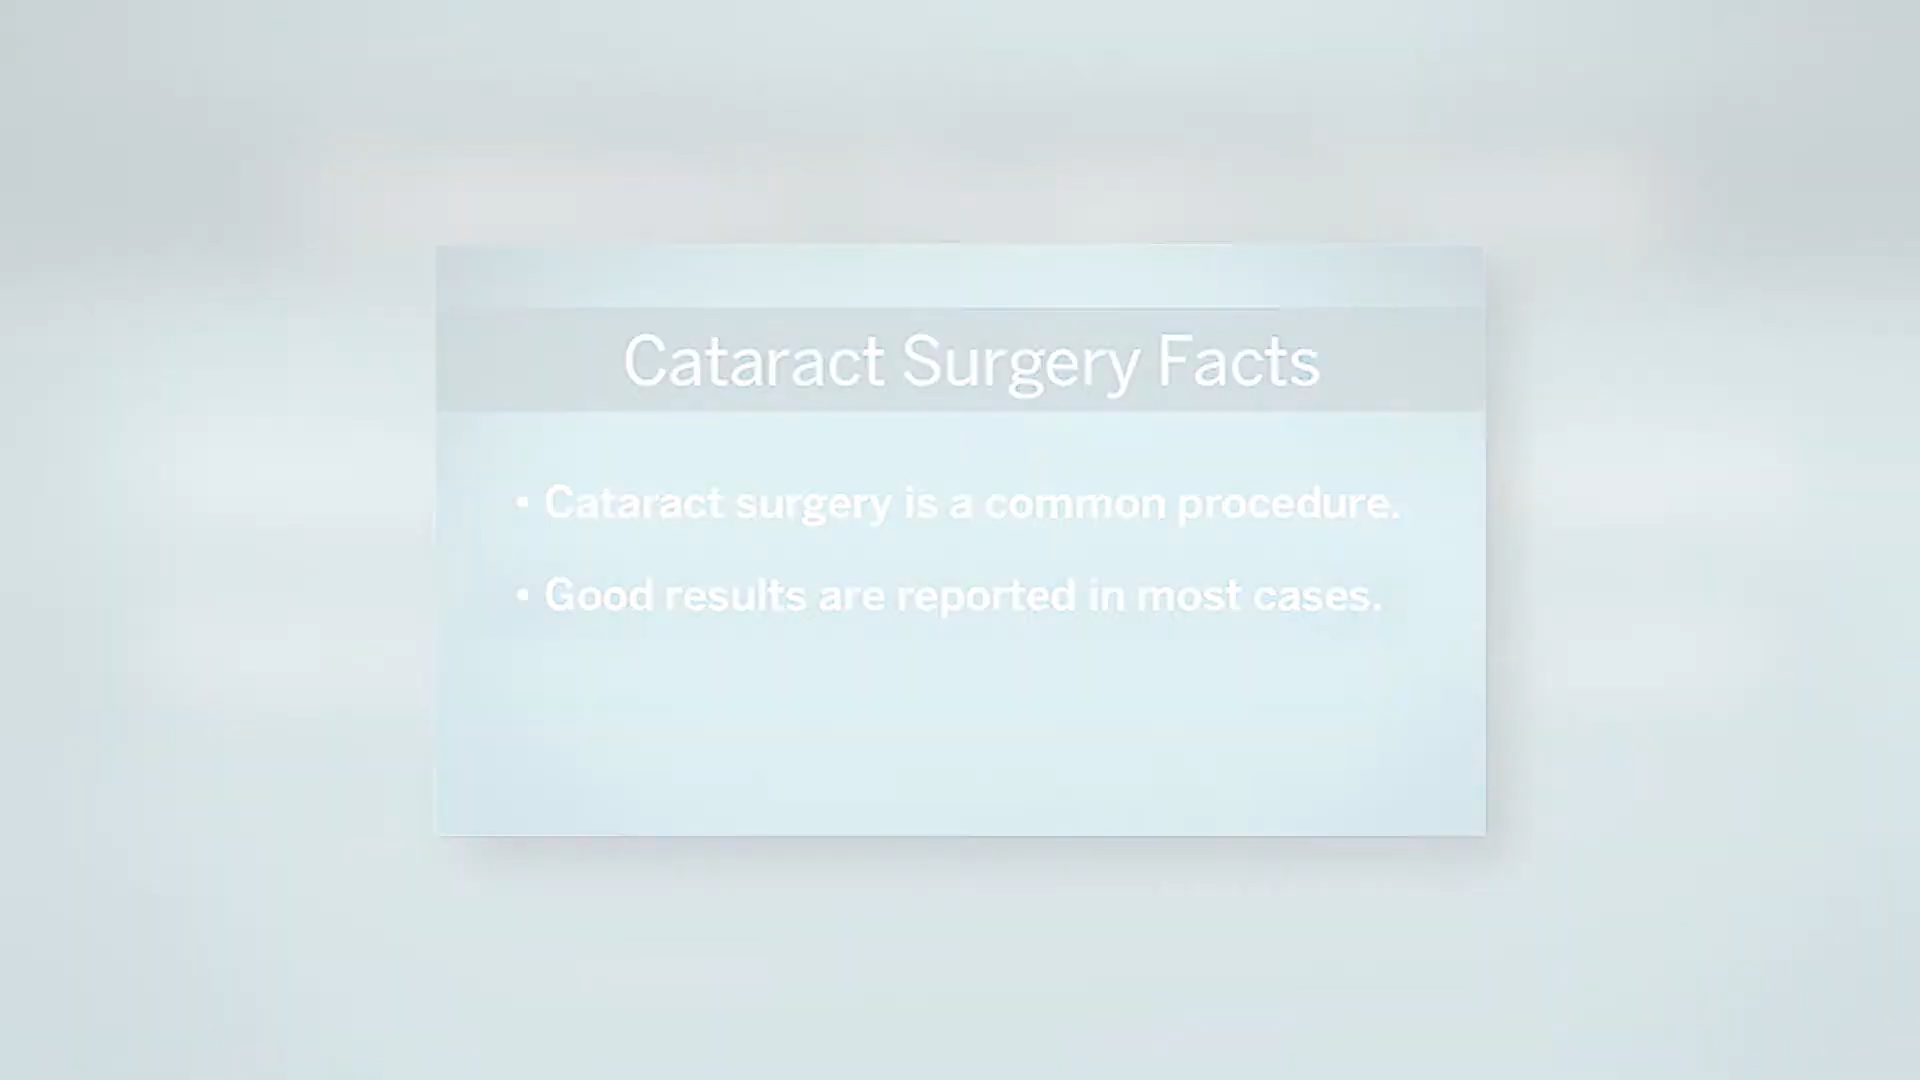 Cataract Surgery Facts
• Cataract surgery is a common procedure.
• Good results are reported in most cases.